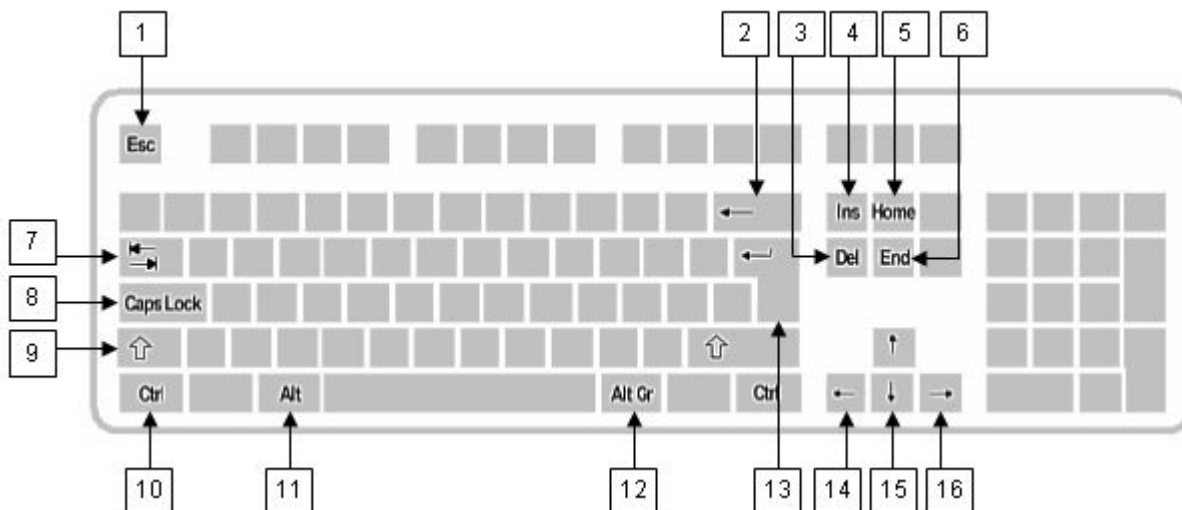 1 2 3 4 5 6
Esc
Ins Home
7
Del End
8 Caps Lock
9
Ctrl Alt Alt Gr Ctrl
10 11 12 13 14 15 16